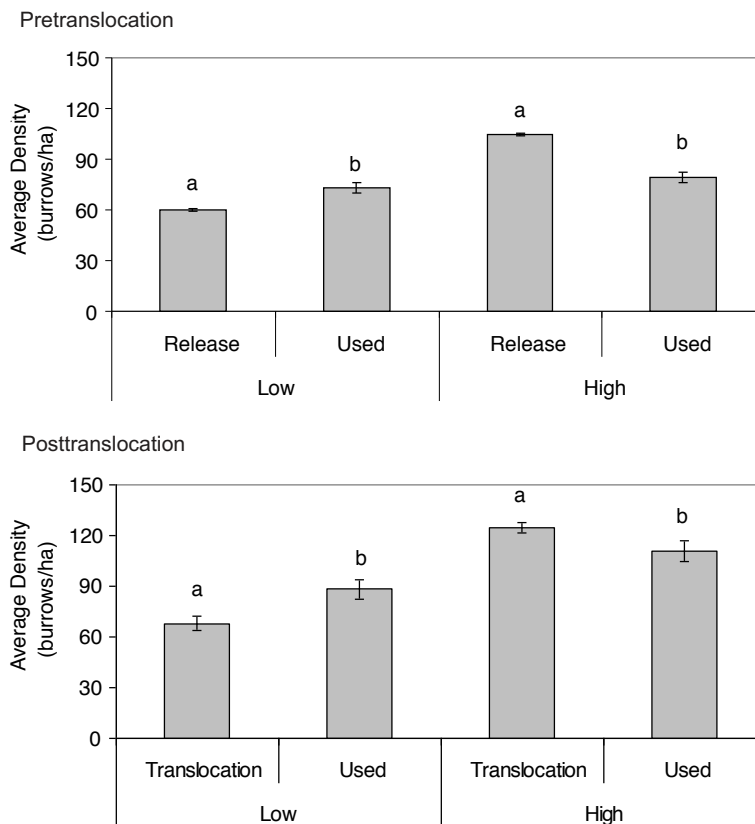 Pretranslocation
Average Density
(burrows/ha)
150
120
90
60
30
0
a
b
a
b
Release Used Release Used
Low High
Posttranslocation
Average Density
(burrows/ha)
150
120
90
60
30
0
a
b
a
b
Translocation Used Translocation Used
Low High